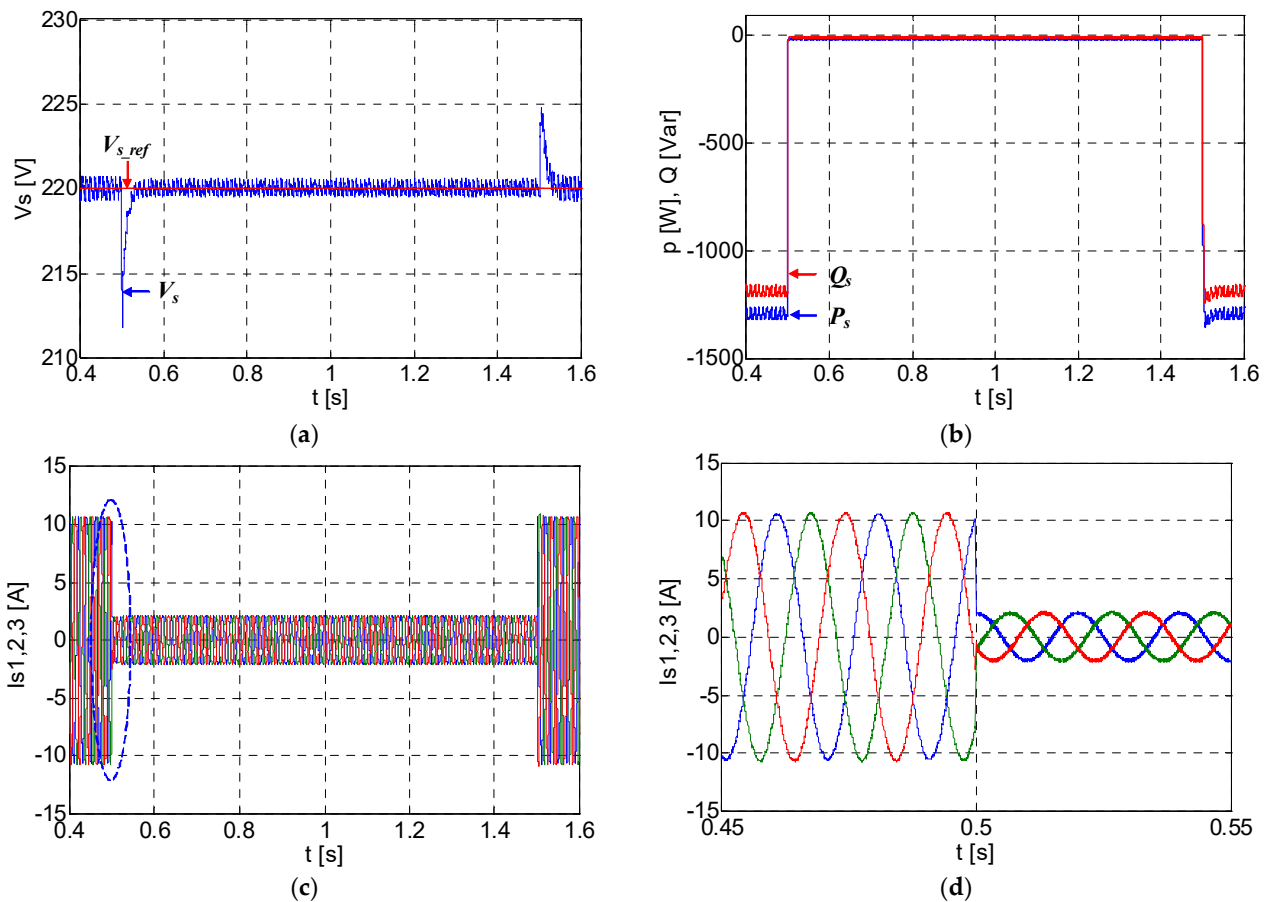 230
225
220
215
210
Vs [V]
V_{s_ref}
V_s
0.4 0.6 0.8 1 1.2 1.4 1.6
t [s]
(a)
0
-500
-1000
-1500
p [W], Q [Var]
Q_s
P_s
0.4 0.6 0.8 1 1.2 1.4 1.6
t [s]
(b)
15
10
5
0
-5
-10
-15
Is1,2,3 [A]
0.4 0.6 0.8 1 1.2 1.4 1.6
t [s]
(c)
15
10
5
0
-5
-10
-15
Is1,2,3 [A]
0.45 0.5 0.55
t [s]
(d)